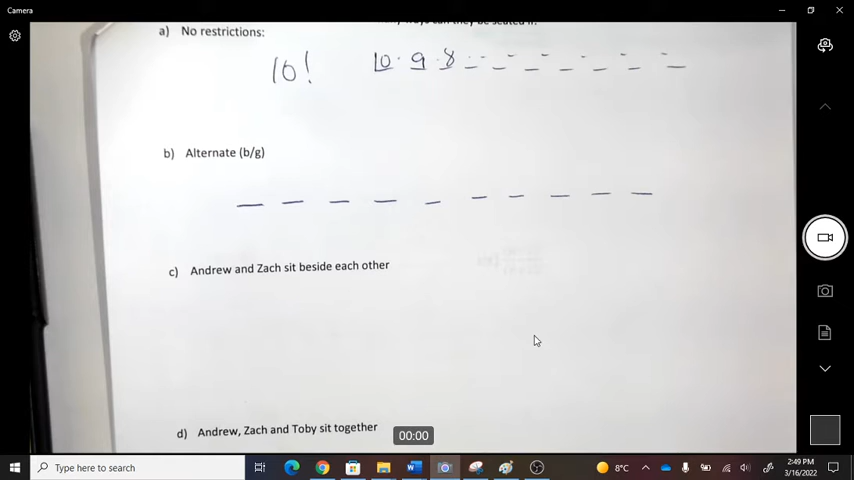 Camera
a) No restrictions:
10! 10 · 9 · 8
b) Alternate (b/g)
c) Andrew and Zach sit beside each other
d) Andrew, Zach and Toby sit together
00:00
Type here to search
8°C
2:49 PM
3/16/2022